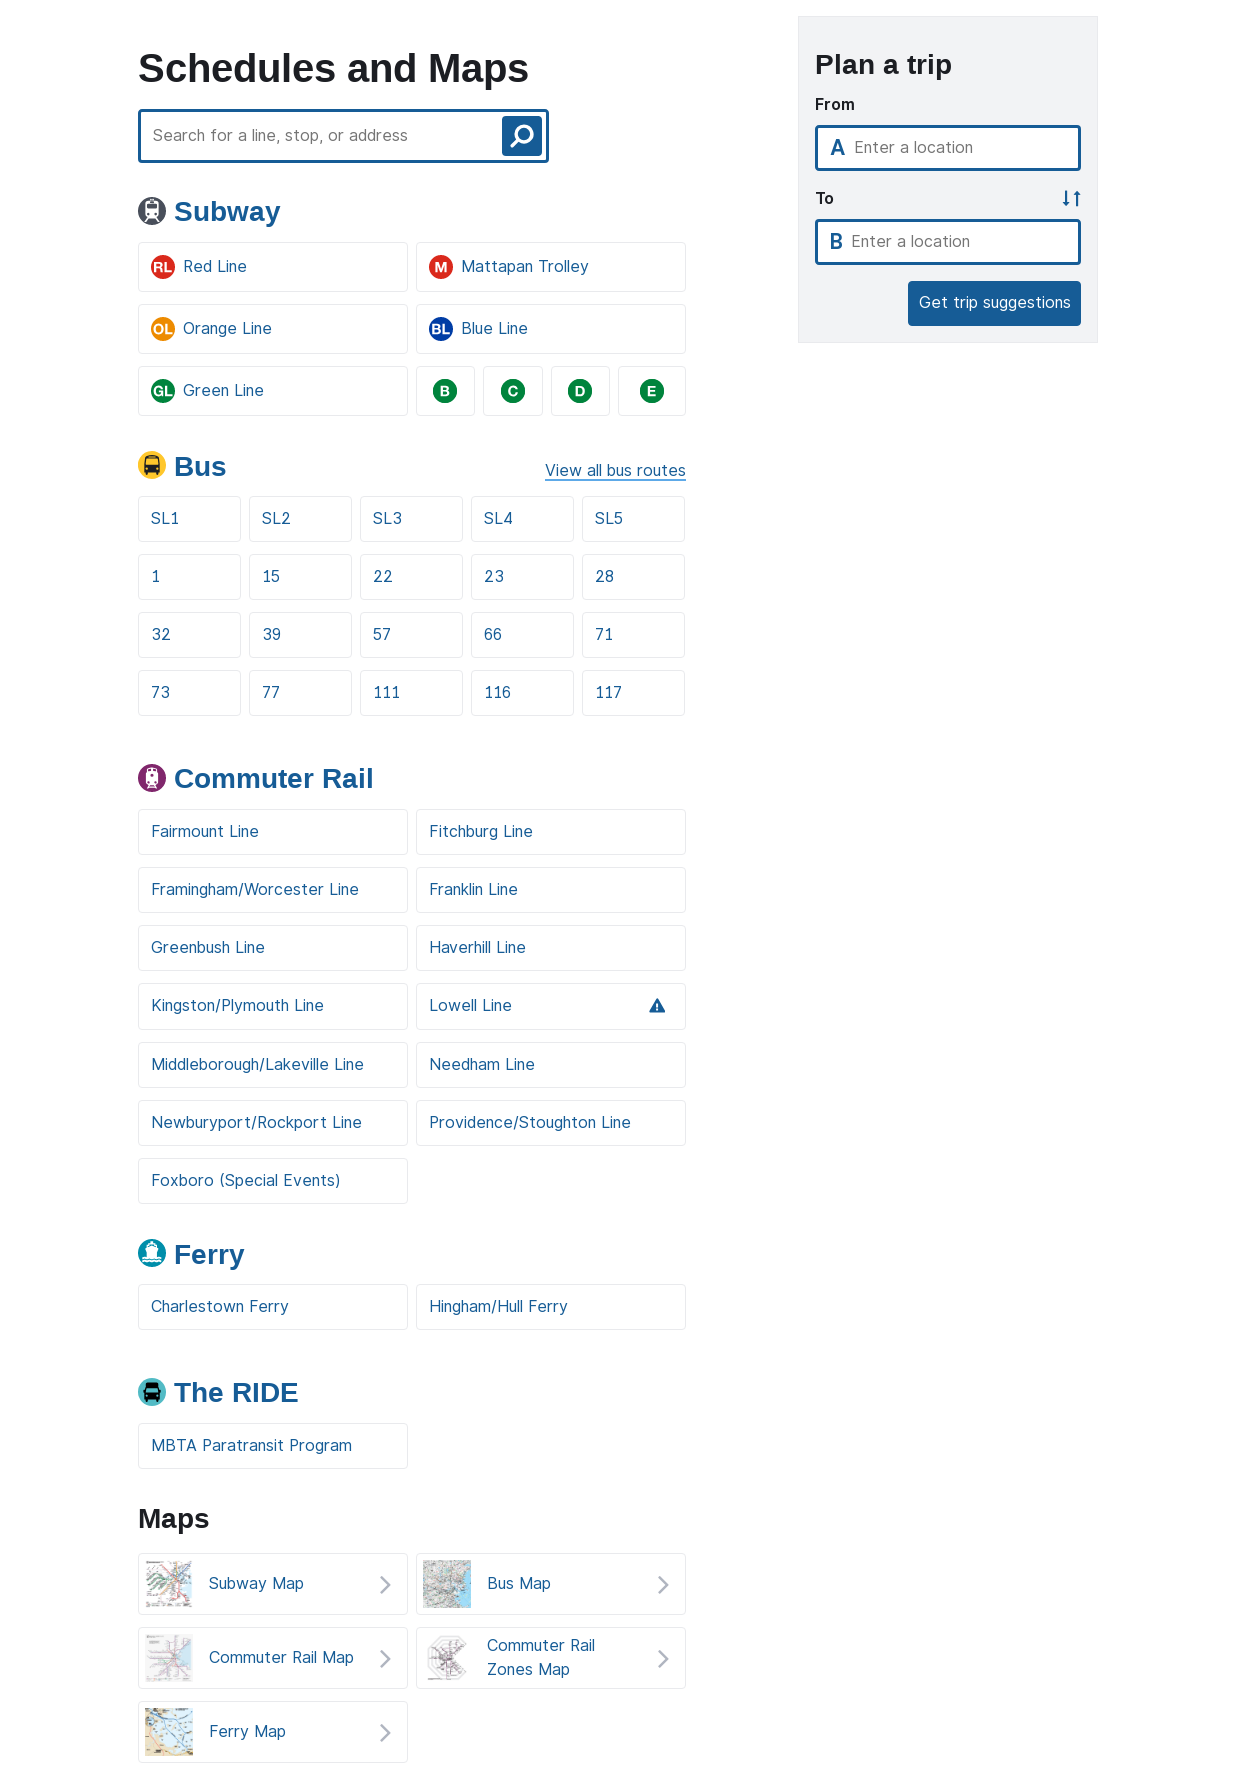 Schedules and Maps
Search for a line, stop, or address
Subway
RL Red Line
M Mattapan Trolley
OL Orange Line
BL Blue Line
GL Green Line
B
C
D
E
Bus
View all bus routes
SL1
SL2
SL3
SL4
SL5
1
15
22
23
28
32
39
57
66
71
73
77
111
116
117
Commuter Rail
Fairmount Line
Fitchburg Line
Framingham/Worcester Line
Franklin Line
Greenbush Line
Haverhill Line
Kingston/Plymouth Line
Lowell Line
Middleborough/Lakeville Line
Needham Line
Newburyport/Rockport Line
Providence/Stoughton Line
Foxboro (Special Events)
Ferry
Charlestown Ferry
Hingham/Hull Ferry
The RIDE
MBTA Paratransit Program
Maps
Subway Map
Bus Map
Commuter Rail Map
Commuter Rail
Zones Map
Ferry Map
Plan a trip
From
A Enter a location
To
B Enter a location
Get trip suggestions